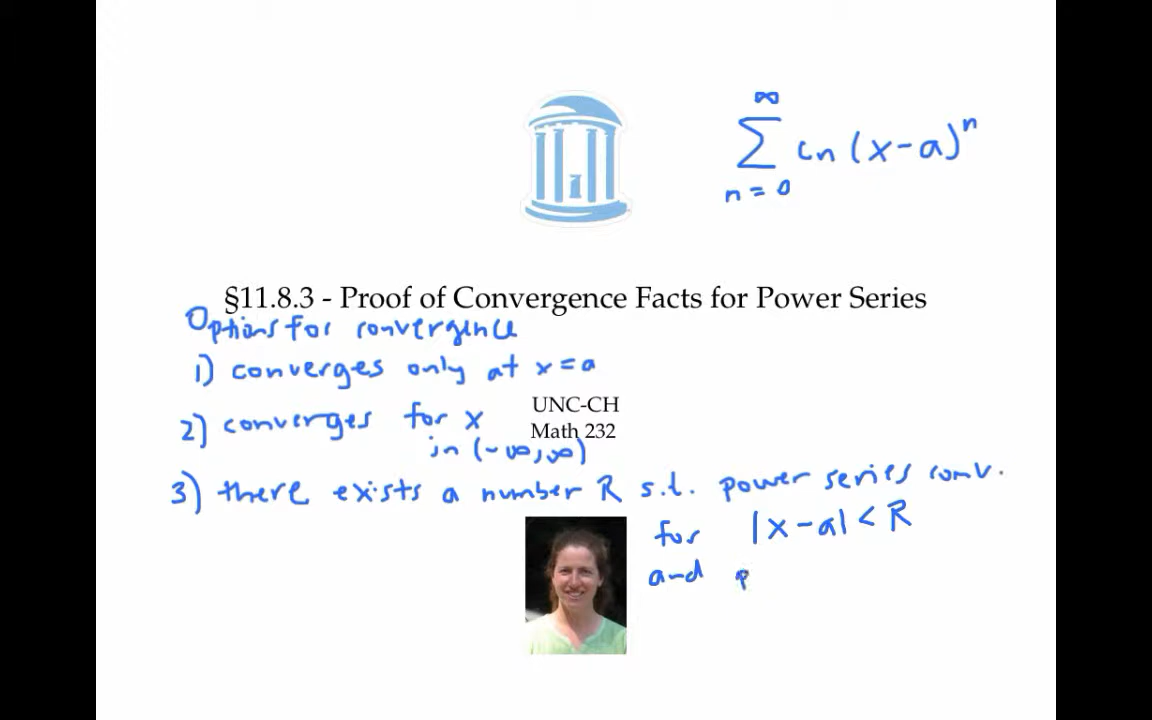 ∞
∑ cn (x-a)^n
n = 0
§11.8.3 - Proof of Convergence Facts for Power Series
Options for convergence
1) converges only at x = a
UNC-CH
2) converges for x
Math 232
in (-∞,∞)
3) there exists a number R s.t. power series conv.
for |x-a| < R
and p